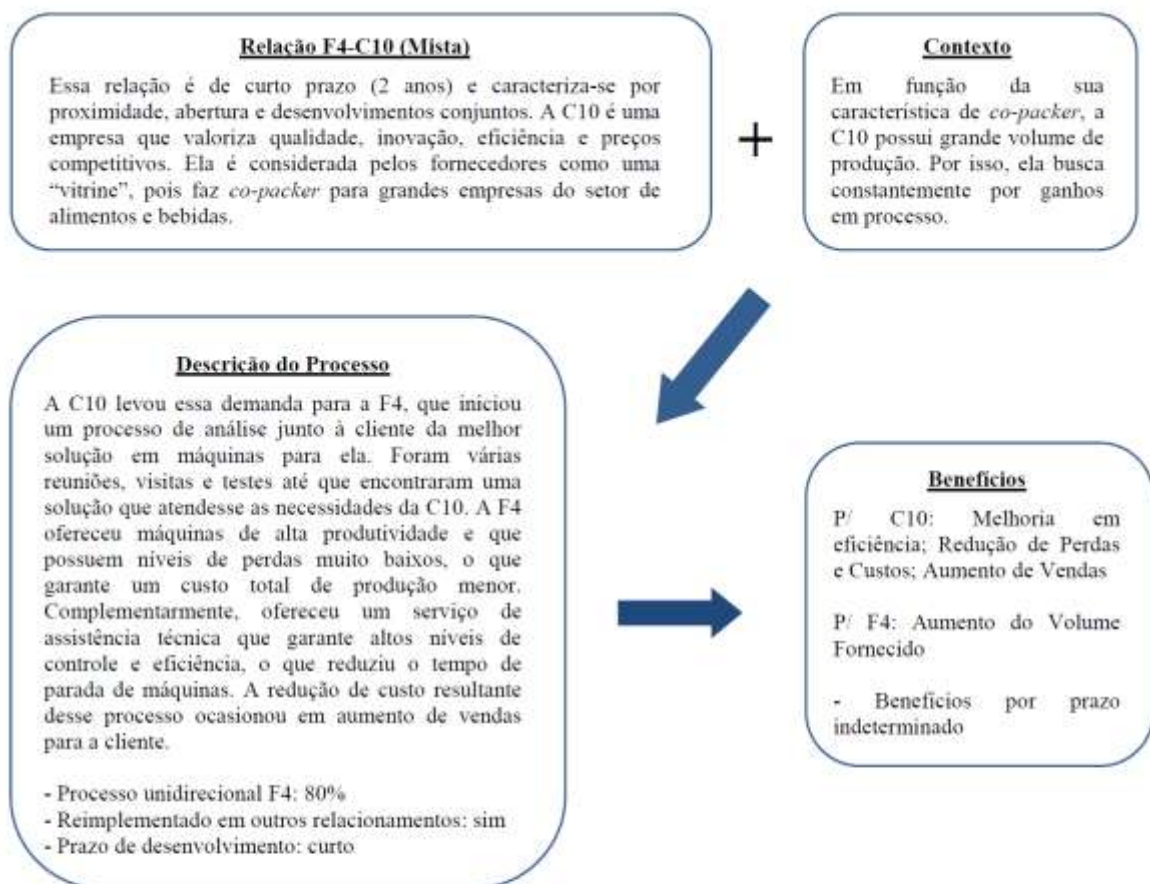 Relação F4-C10 (Mista)
Essa relação é de curto prazo (2 anos) e caracteriza-se por
proximidade, abertura e desenvolvimentos conjuntos. A C10 é uma
empresa que valoriza qualidade, inovação, eficiência e preços
competitivos. Ela é considerada pelos fornecedores como uma
“vitrine”, pois faz co-packer para grandes empresas do setor de
alimentos e bebidas.
+
Contexto
Em função da sua
característica de co-packer, a
C10 possui grande volume de
produção. Por isso, ela busca
constantemente por ganhos
em processo.
Descrição do Processo
A C10 levou essa demanda para a F4, que iniciou
um processo de análise junto à cliente da melhor
solução em máquinas para ela. Foram várias
reuniões, visitas e testes até que encontraram uma
solução que atendesse as necessidades da C10. A F4
ofereceu máquinas de alta produtividade e que
possuem níveis de perdas muito baixos, o que
garante um custo total de produção menor.
Complementarmente, ofereceu um serviço de
assistência técnica que garante altos níveis de
controle e eficiência, o que reduziu o tempo de
parada de máquinas. A redução de custo resultante
desse processo ocasionou em aumento de vendas
para a cliente.
- Processo unidirecional F4: 80%
- Reimplementado em outros relacionamentos: sim
- Prazo de desenvolvimento: curto
Benefícios
P/ C10: Melhoria em
eficiência; Redução de Perdas
e Custos; Aumento de Vendas
P/ F4: Aumento do Volume
Fornecido
- Benefícios por prazo
indeterminado